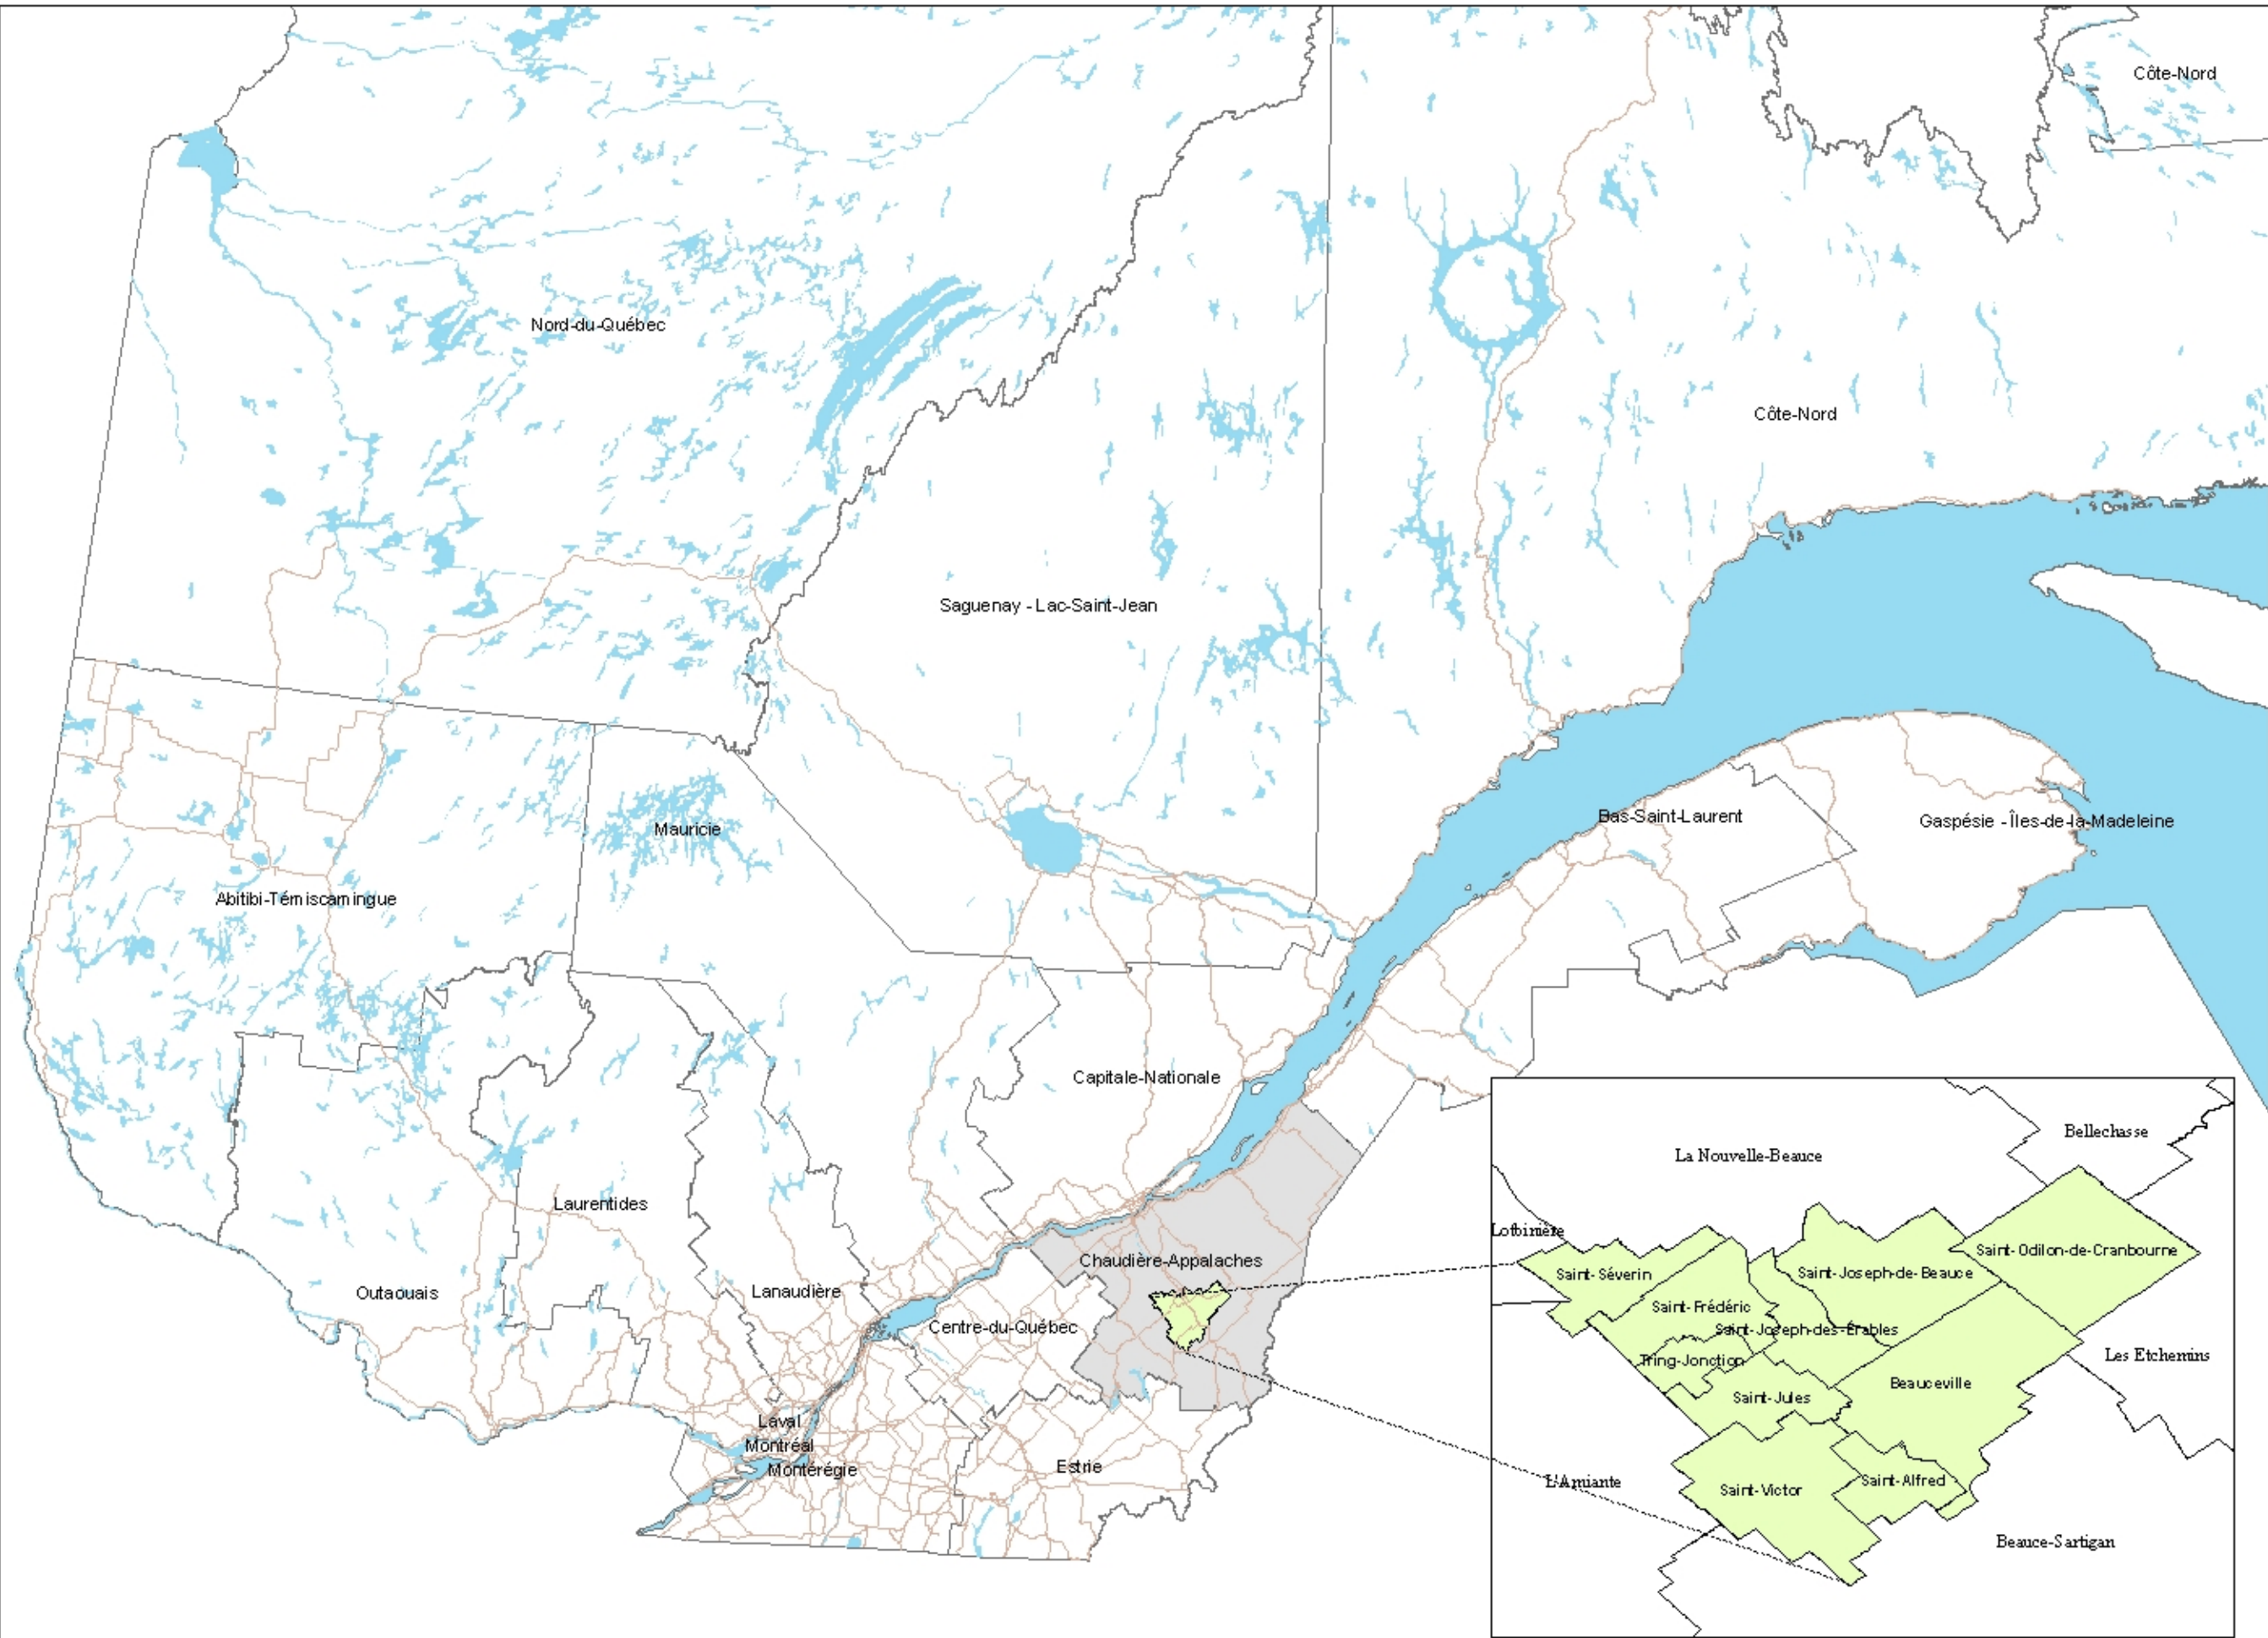 Côte-Nord
Nord-du-Québec
Côte-Nord
Saguenay - Lac-Saint-Jean
Bas-Saint-Laurent
Gaspésie - Îles-de-la-Madeleine
Mauricie
Abitibi-Témiscamingue
Capitale-Nationale
Laurentides
Chaudière-Appalaches
Outaouais
Lanaudière
Centre-du-Québec
Laval
Montréal
Montérégie
Estrie
Bellechasse
La Nouvelle-Beauce
Lotbinière
Saint-Odilon-de-Cranbourne
Saint-Séverin
Saint-Joseph-de-Beauce
Saint-Frédéric
Saint-Joseph-des-Érables
Tring-Jonction
Les Etchemins
Beauceville
Saint-Jules
L'Amiante
Saint-Victor
Saint-Alfred
Beauce-Sartigan